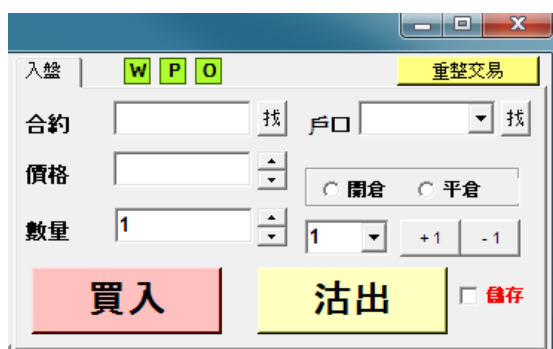 入盤 W P O 重整交易
合約 找 戶口 找
價格 開倉 平倉
數量 1 1 +1 -1
買入 沽出 儲存